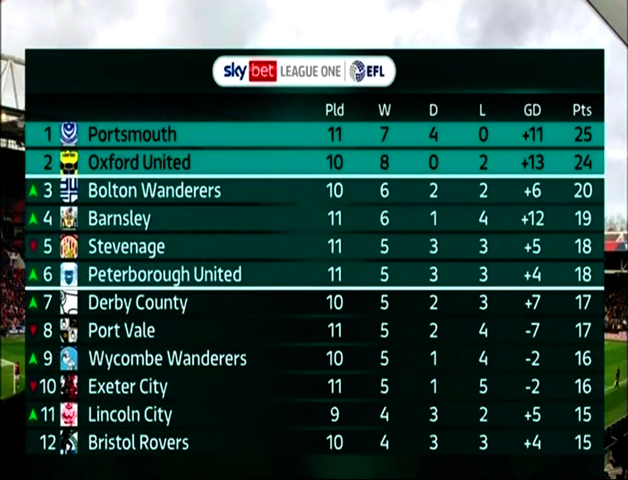 sky bet LEAGUE ONE EFL
Pld W D L GD Pts
1 Portsmouth 11 7 4 0 +11 25
2 Oxford United 10 8 0 2 +13 24
3 Bolton Wanderers 10 6 2 2 +6 20
4 Barnsley 11 6 1 4 +12 19
5 Stevenage 11 5 3 3 +5 18
6 Peterborough United 11 5 3 3 +4 18
7 Derby County 10 5 2 3 +7 17
8 Port Vale 11 5 2 4 -7 17
9 Wycombe Wanderers 10 5 1 4 -2 16
10 Exeter City 11 5 1 5 -2 16
11 Lincoln City 9 4 3 2 +5 15
12 Bristol Rovers 10 4 3 3 +4 15